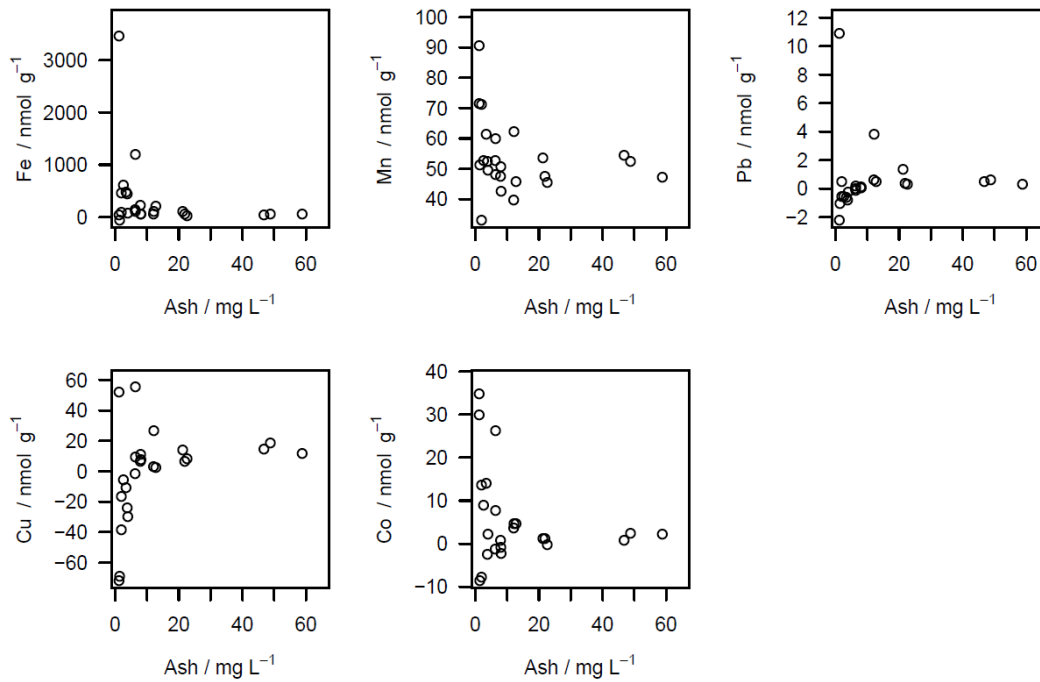 Fe / nmol g⁻¹
3000
2000
1000
0
0 20 40 60
Ash / mg L⁻¹
Mn / nmol g⁻¹
100
90
80
70
60
50
40
0 20 40 60
Ash / mg L⁻¹
Pb / nmol g⁻¹
12
10
8
6
4
2
0
−2
0 20 40 60
Ash / mg L⁻¹
Cu / nmol g⁻¹
60
40
20
0
−20
−40
−60
0 20 40 60
Ash / mg L⁻¹
Co / nmol g⁻¹
40
30
20
10
0
−10
0 20 40 60
Ash / mg L⁻¹